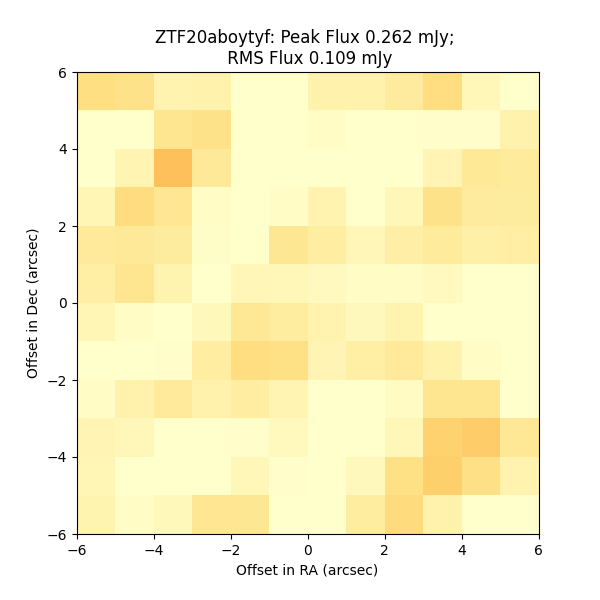 ZTF20aboytyf: Peak Flux 0.262 mJy;
RMS Flux 0.109 mJy
6
4
2
0
−2
−4
−6
Offset in Dec (arcsec)
−6 −4 −2 0 2 4 6
Offset in RA (arcsec)